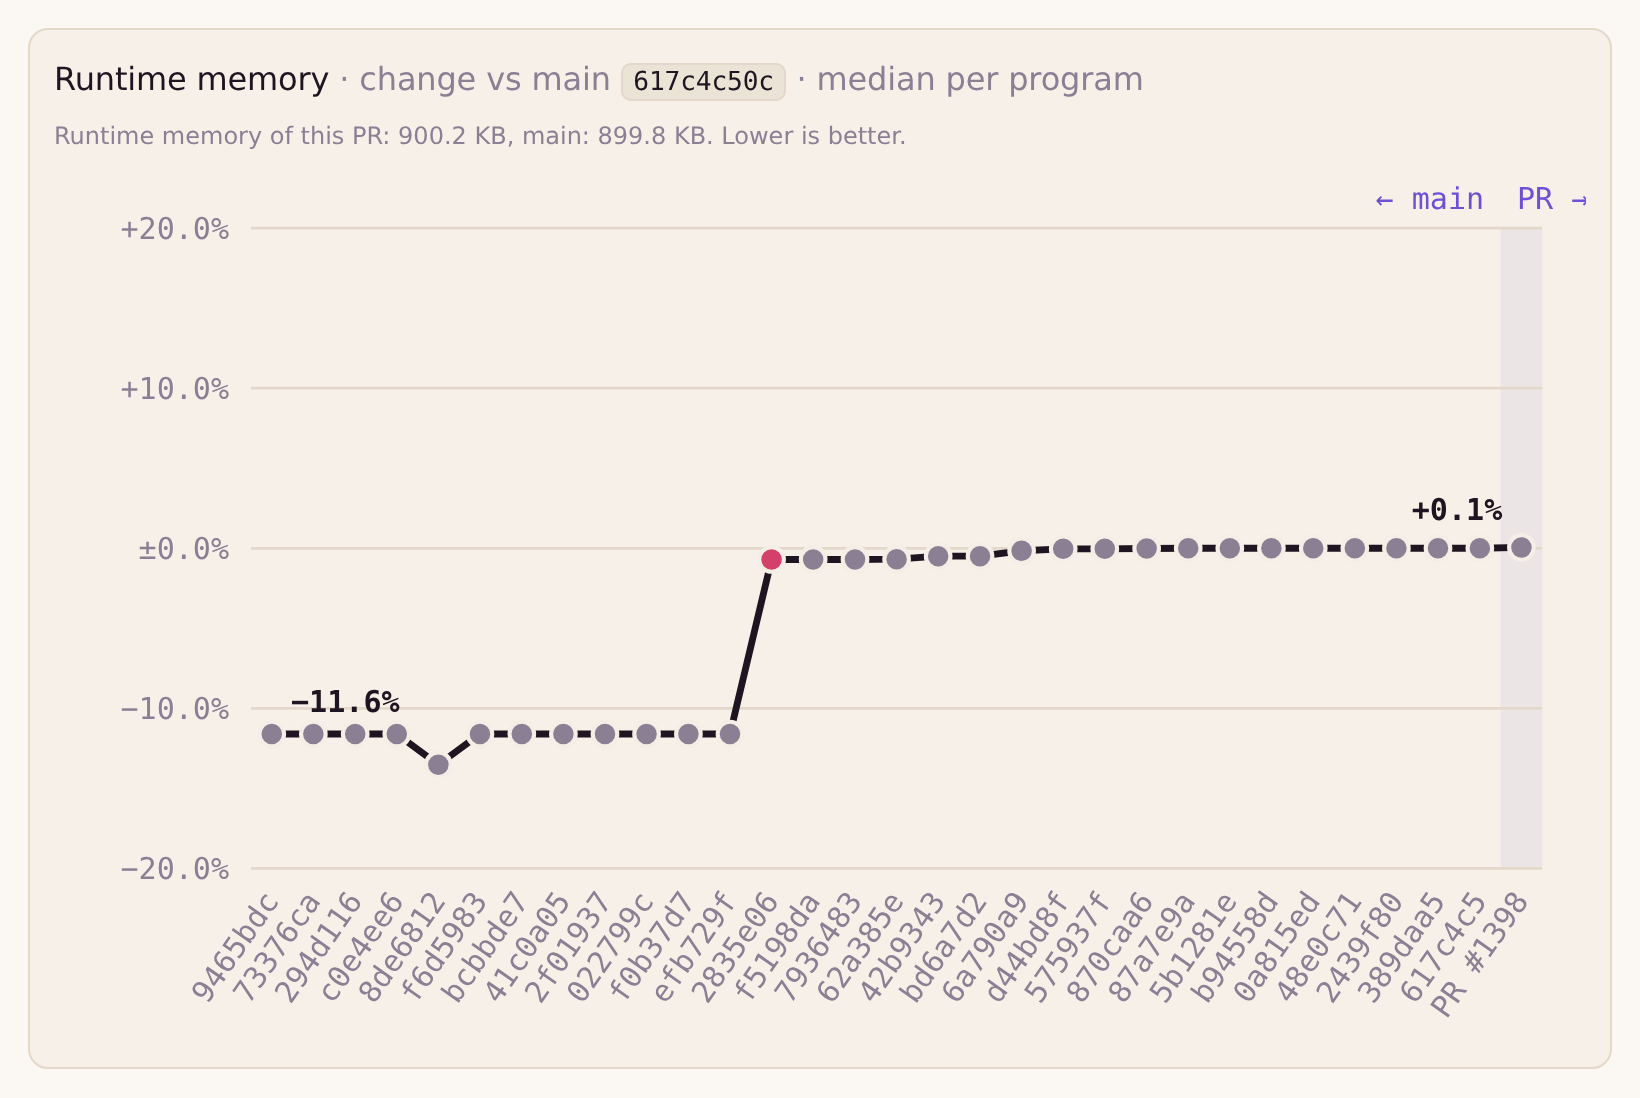 Runtime memory · change vs main 617c4c50c · median per program
Runtime memory of this PR: 900.2 KB, main: 899.8 KB. Lower is better.
← main PR →
+20.0%
+10.0%
+0.1%
±0.0%
−11.6%
−10.0%
−20.0%
9465bdc
73376ca
294d116
c0e4ee6
8de6812
f6d5983
bcbbde7
41c0a05
2f01937
022799c
f0b37d7
efb729f
2835e06
f5198da
7936483
62a385e
42b9343
bd6a7d2
6a790a9
d44bd8f
575937f
870caa6
87a7e9a
5b1281e
b94558d
0a815ed
48e0c71
2439f80
389daa5
617c4c5
PR #1398